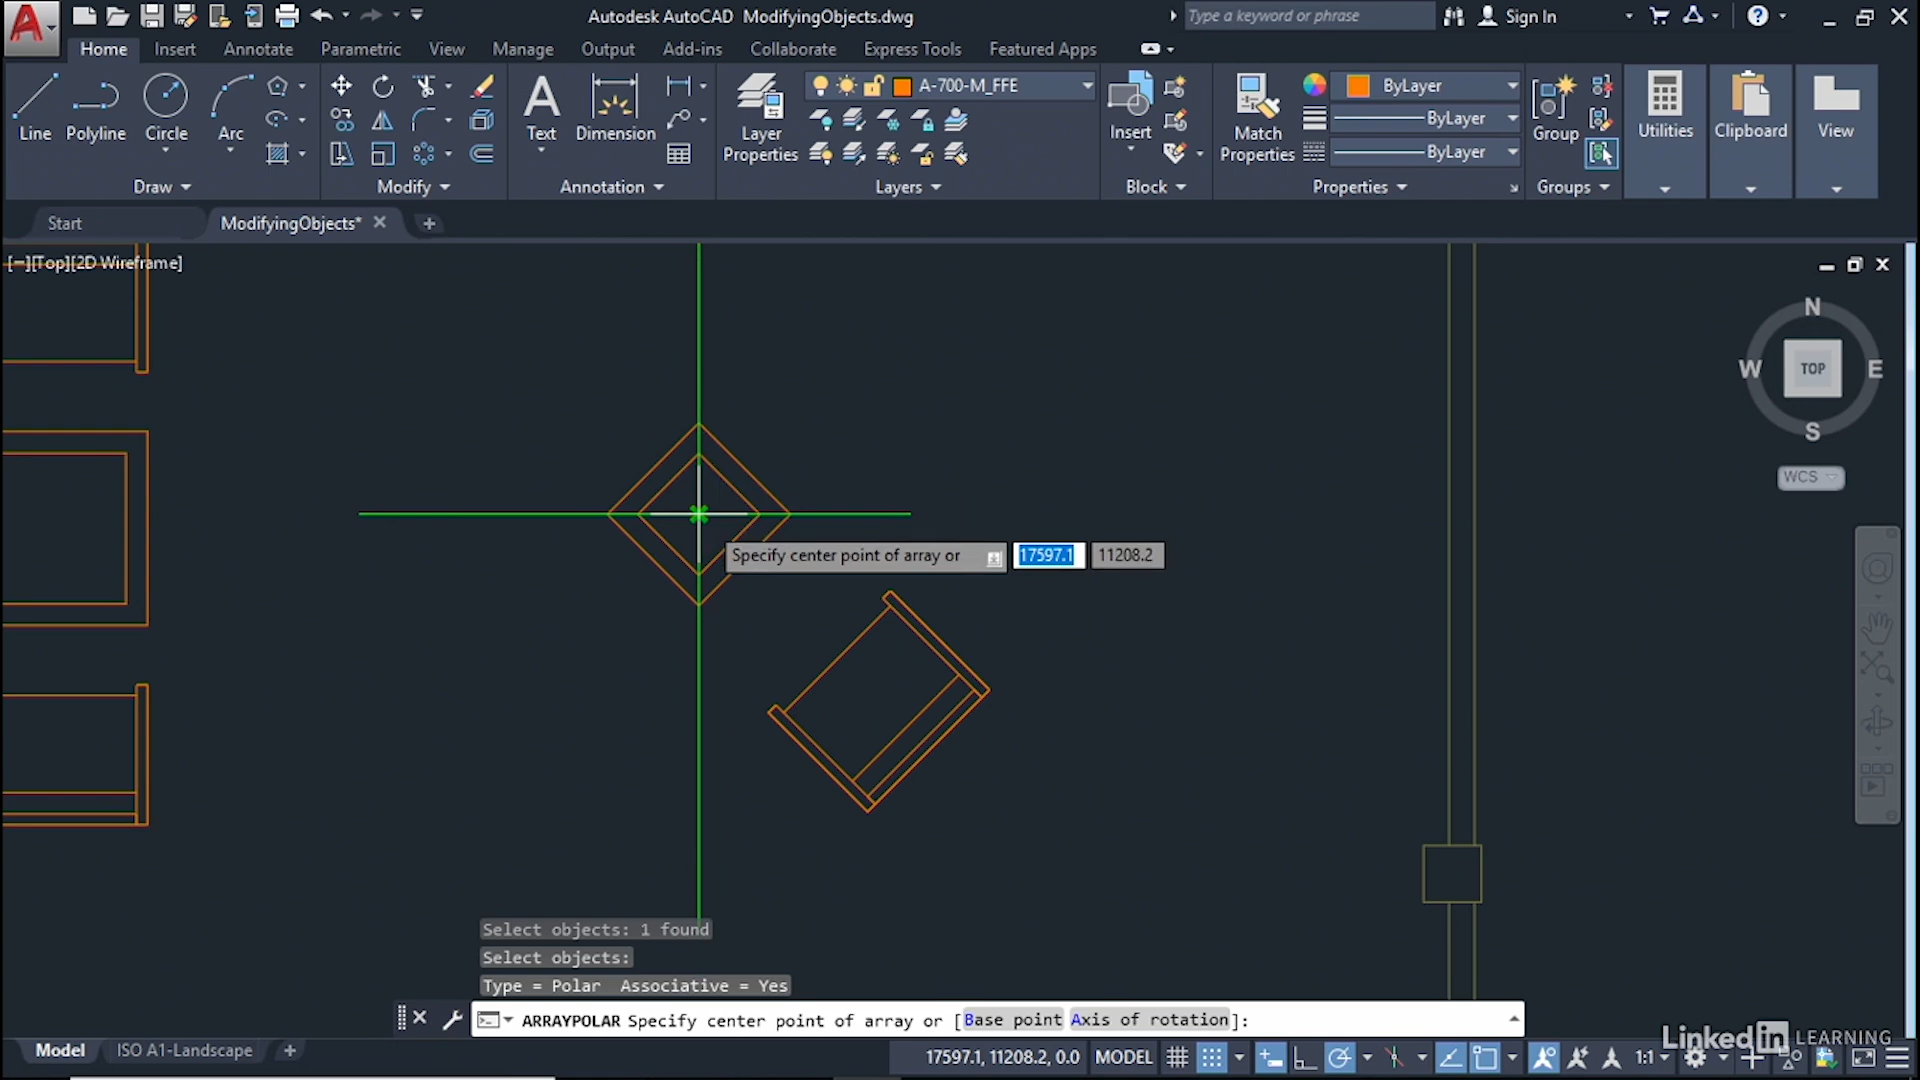 Autodesk AutoCAD ModifyingObjects.dwg
Type a keyword or phrase
Sign In
Home Insert Annotate Parametric View Manage Output Add-ins Collaborate Express Tools Featured Apps
Line Polyline Circle Arc
Draw
Modify
Text Dimension
Annotation
Layer Properties
A-700-M_FFE
Layers
Insert
Block
Match Properties
ByLayer
ByLayer
ByLayer
Properties
Group
Groups
Utilities
Clipboard
View
Start
ModifyingObjects*
[−][Top][2D Wireframe]
N
W TOP E
S
WCS
Specify center point of array or 17597.1 11208.2
Select objects: 1 found
Select objects:
Type = Polar Associative = Yes
ARRAYPOLAR Specify center point of array or [Base point Axis of rotation]:
Model ISO A1-Landscape
17597.1, 11208.2, 0.0 MODEL
1:1
LinkedIn LEARNING